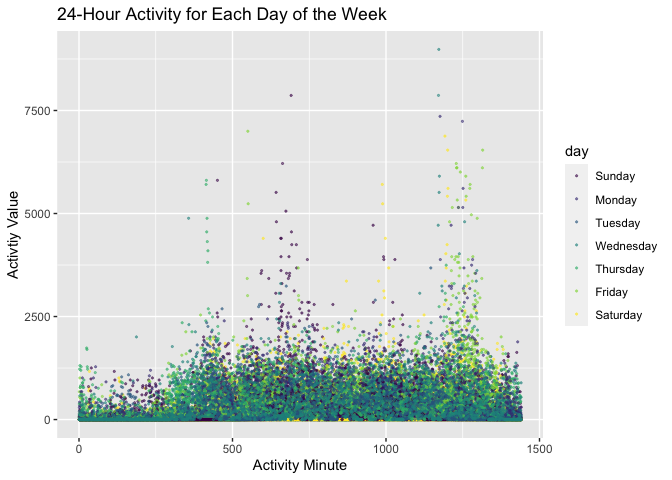 24-Hour Activity for Each Day of the Week
Activtiy Value
7500
5000
2500
0
0
500
1000
1500
Activity Minute
day
Sunday
Monday
Tuesday
Wednesday
Thursday
Friday
Saturday